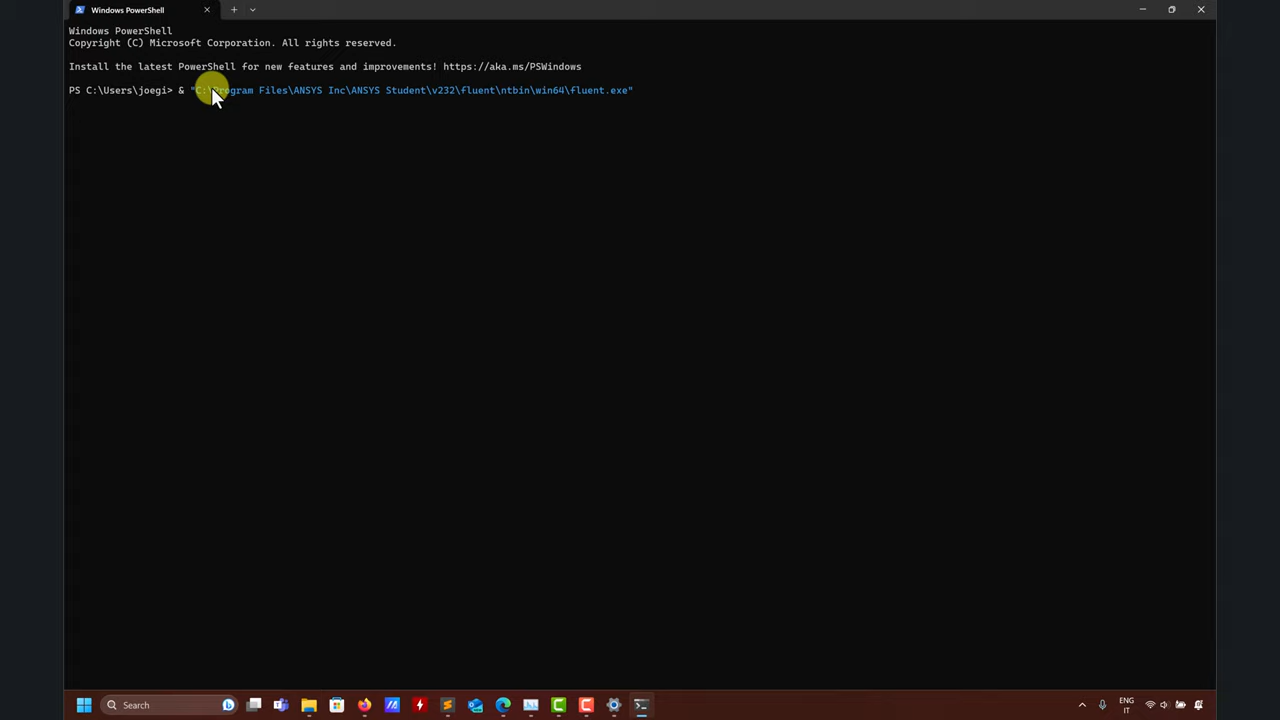 Windows PowerShell
Windows PowerShell
Copyright (C) Microsoft Corporation. All rights reserved.
Install the latest PowerShell for new features and improvements! https://aka.ms/PSWindows
PS C:\Users\joegi> & "C:\Program Files\ANSYS Inc\ANSYS Student\v232\fluent\ntbin\win64\fluent.exe"
Search
ENG
IT